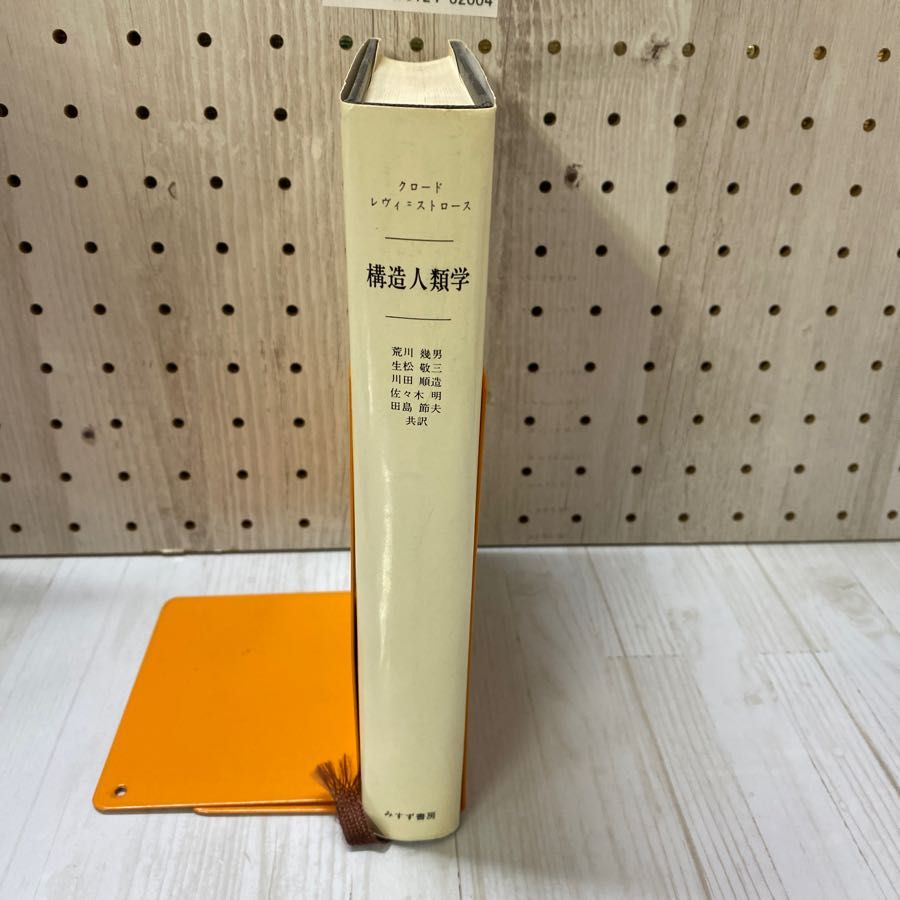 クロード
レヴィ＝ストロース
構造人類学
荒川 幾男
生松 敬三
川田 順造
佐々木 明
田島 節夫
共訳
みすず書房